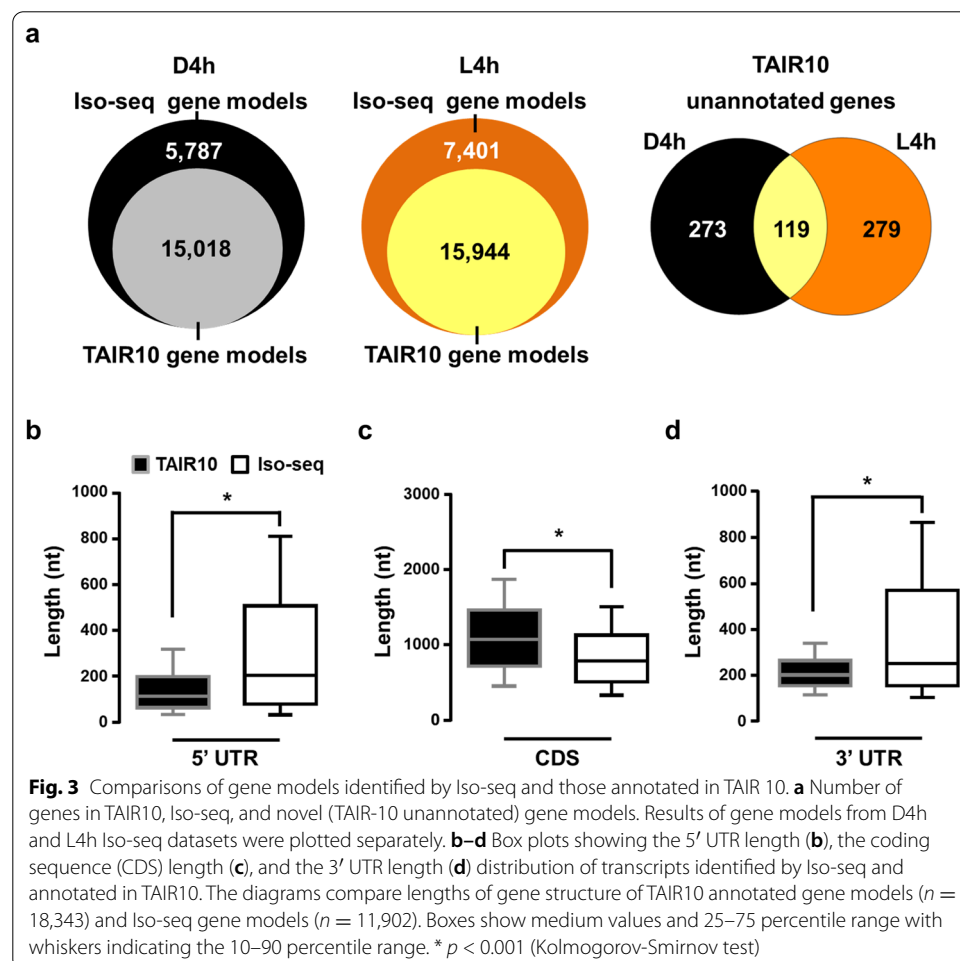 a
D4h
Iso-seq gene models
5,787
15,018
TAIR10 gene models
L4h
Iso-seq gene models
7,401
15,944
TAIR10 gene models
TAIR10
unannotated genes
D4h
L4h
273
119
279
b
TAIR10
Iso-seq
Length (nt)
1000
800
600
400
200
0
*
5' UTR
c
Length (nt)
3000
2000
1000
0
*
CDS
d
Length (nt)
1000
800
600
400
200
0
*
3' UTR
Fig. 3 Comparisons of gene models identified by Iso-seq and those annotated in TAIR 10. a Number of
genes in TAIR10, Iso-seq, and novel (TAIR-10 unannotated) gene models. Results of gene models from D4h
and L4h Iso-seq datasets were plotted separately. b–d Box plots showing the 5′ UTR length (b), the coding
sequence (CDS) length (c), and the 3′ UTR length (d) distribution of transcripts identified by Iso-seq and
annotated in TAIR10. The diagrams compare lengths of gene structure of TAIR10 annotated gene models (n =
18,343) and Iso-seq gene models (n = 11,902). Boxes show medium values and 25–75 percentile range with
whiskers indicating the 10–90 percentile range. * p < 0.001 (Kolmogorov-Smirnov test)